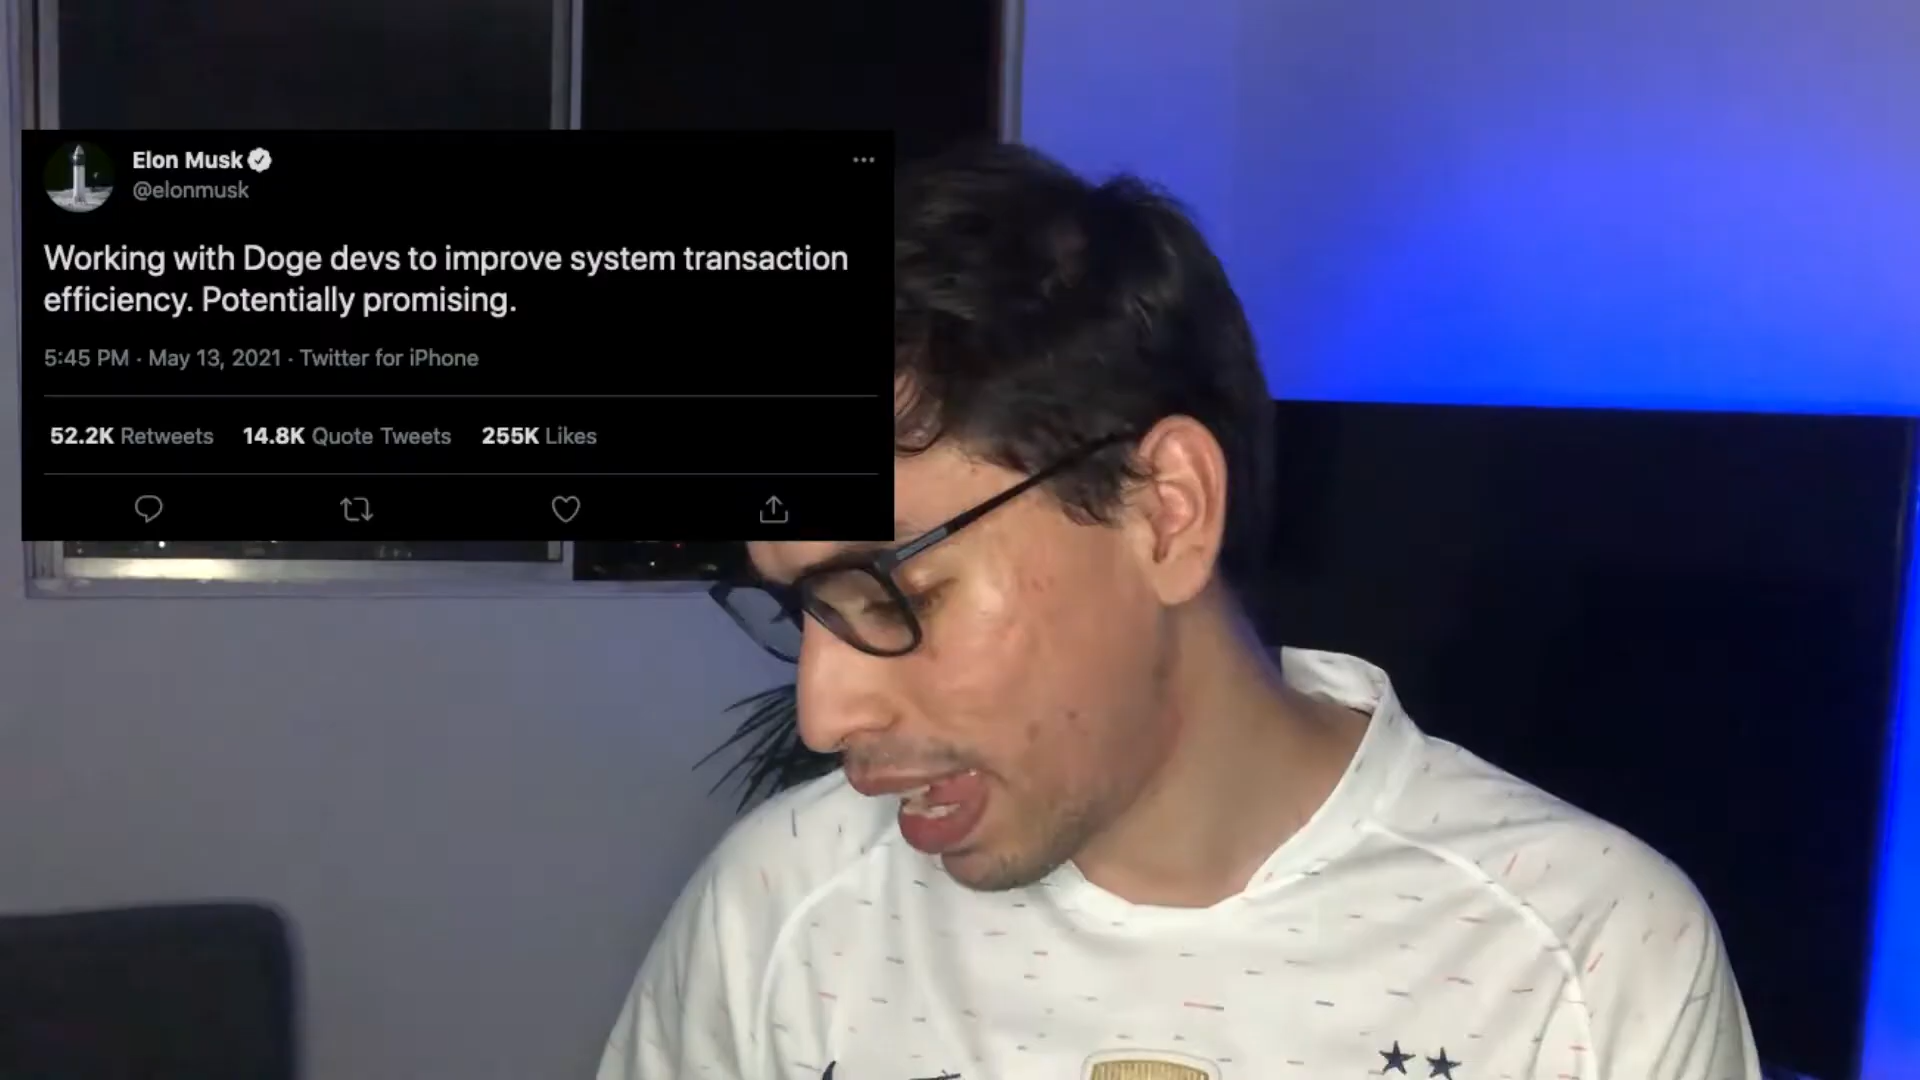 Elon Musk
@elonmusk
Working with Doge devs to improve system transaction
efficiency. Potentially promising.
5:45 PM · May 13, 2021 · Twitter for iPhone
52.2K Retweets 14.8K Quote Tweets 255K Likes